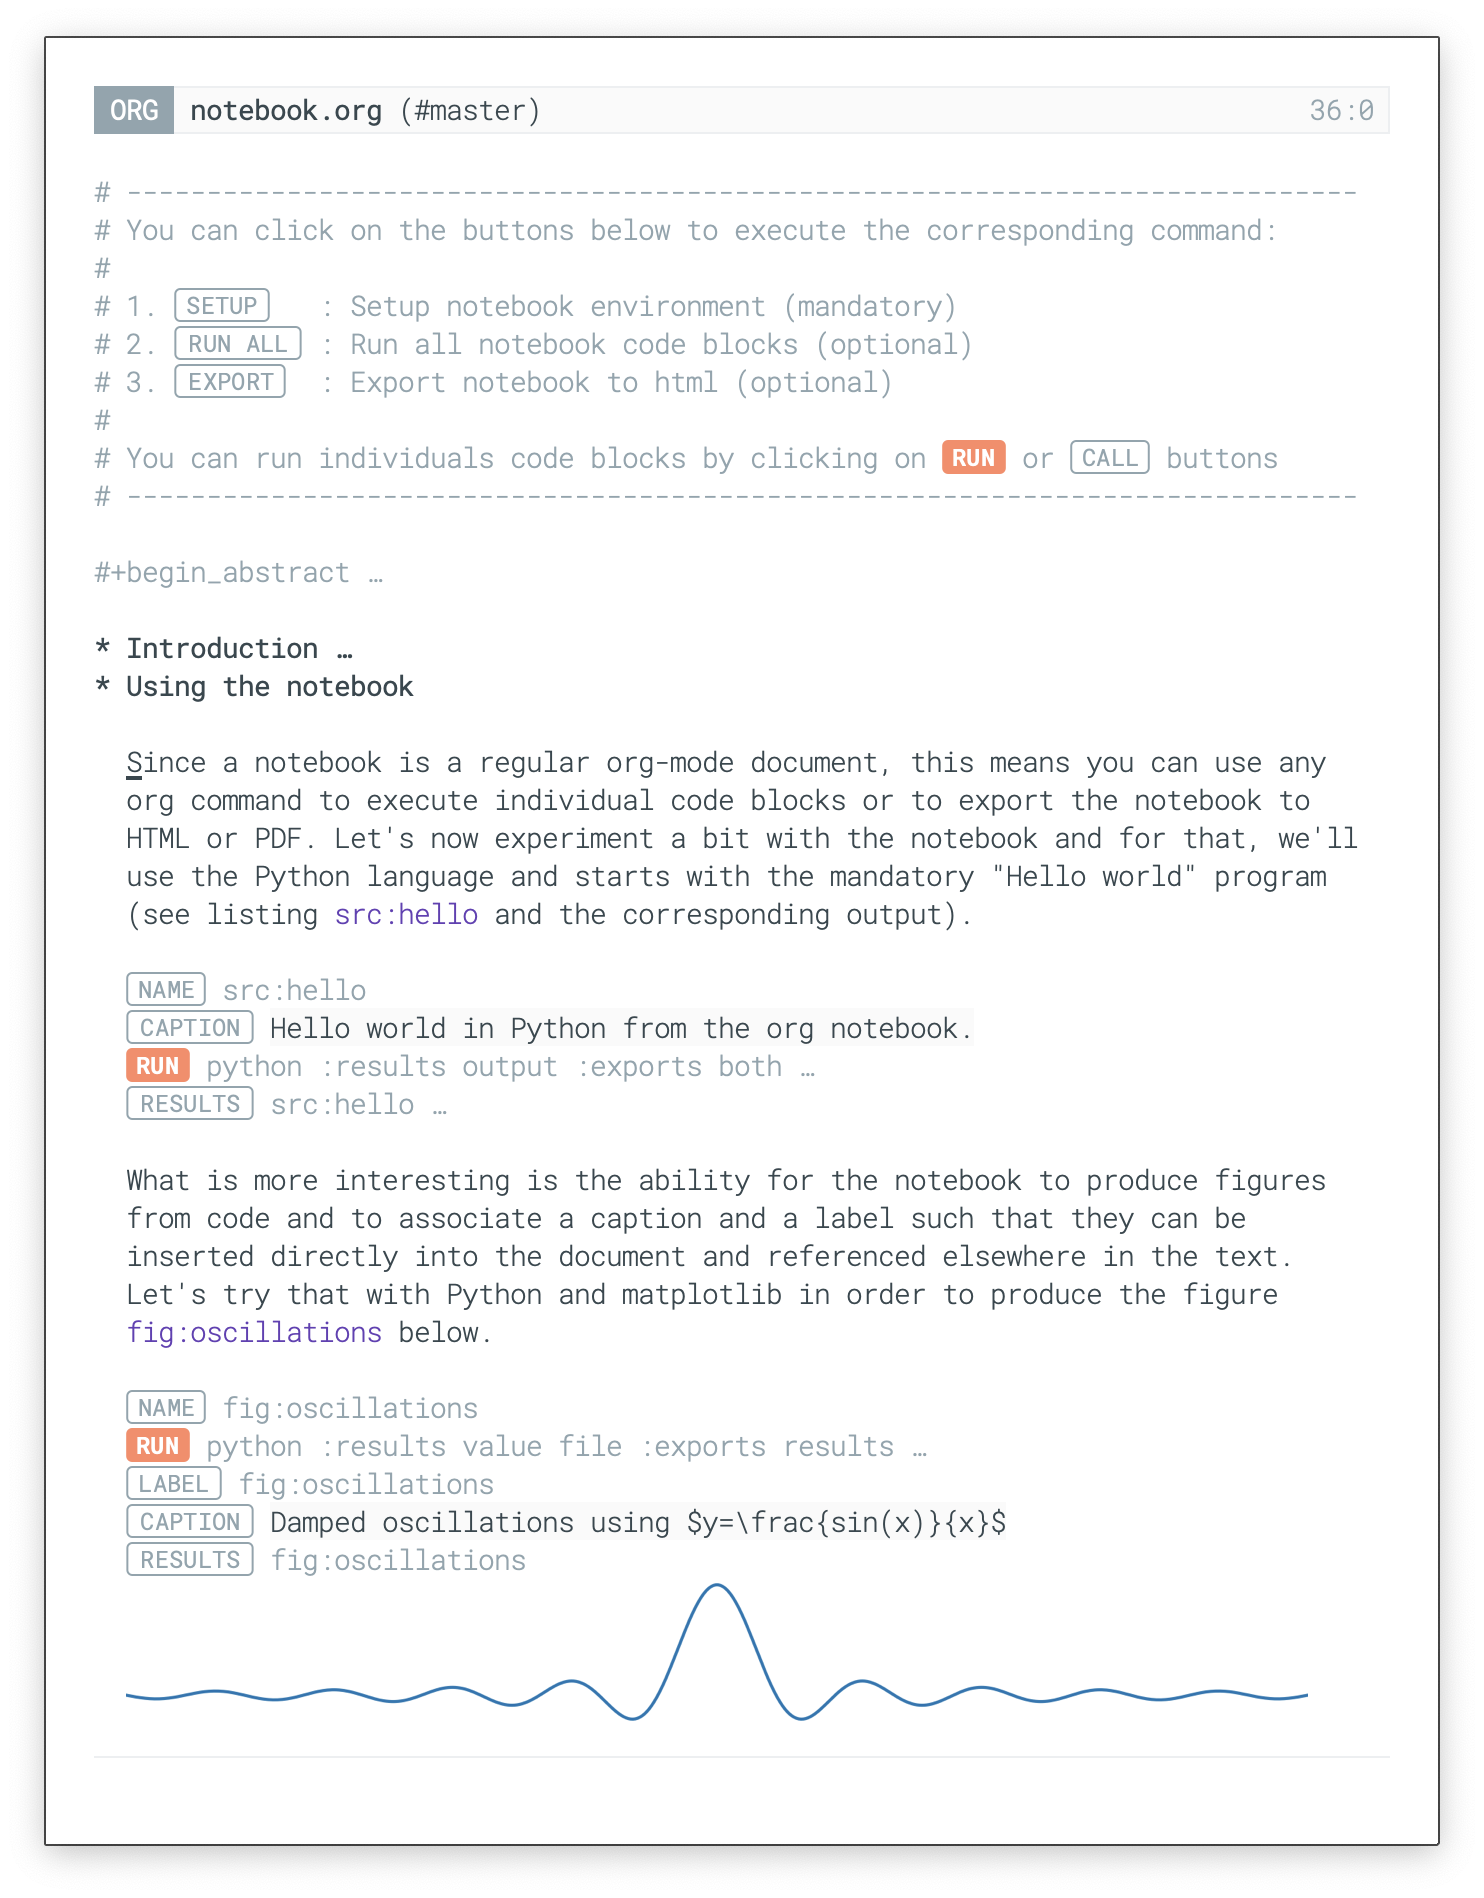 ORG notebook.org (#master) 36:0
# -----------------------------------------------------------------------------
# You can click on the buttons below to execute the corresponding command:
#
# 1. SETUP : Setup notebook environment (mandatory)
# 2. RUN ALL : Run all notebook code blocks (optional)
# 3. EXPORT : Export notebook to html (optional)
#
# You can run individuals code blocks by clicking on RUN or CALL buttons
# -----------------------------------------------------------------------------
#+begin_abstract …
* Introduction …
* Using the notebook
Since a notebook is a regular org-mode document, this means you can use any
org command to execute individual code blocks or to export the notebook to
HTML or PDF. Let's now experiment a bit with the notebook and for that, we'll
use the Python language and starts with the mandatory "Hello world" program
(see listing src:hello and the corresponding output).
NAME src:hello
CAPTION Hello world in Python from the org notebook.
RUN python :results output :exports both …
RESULTS src:hello …
What is more interesting is the ability for the notebook to produce figures
from code and to associate a caption and a label such that they can be
inserted directly into the document and referenced elsewhere in the text.
Let's try that with Python and matplotlib in order to produce the figure
fig:oscillations below.
NAME fig:oscillations
RUN python :results value file :exports results …
LABEL fig:oscillations
CAPTION Damped oscillations using $y=\frac{sin(x)}{x}$
RESULTS fig:oscillations